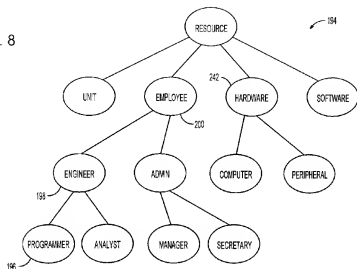 194
RESOURCE
. 8
242
UNIT
EMPLOYEE
HARDWARE
SOFTWARE
200
ENGINEER
ADMIN
COMPUTER
PERIPHERAL
198
PROGRAMMER
ANALYST
MANAGER
SECRETARY
196